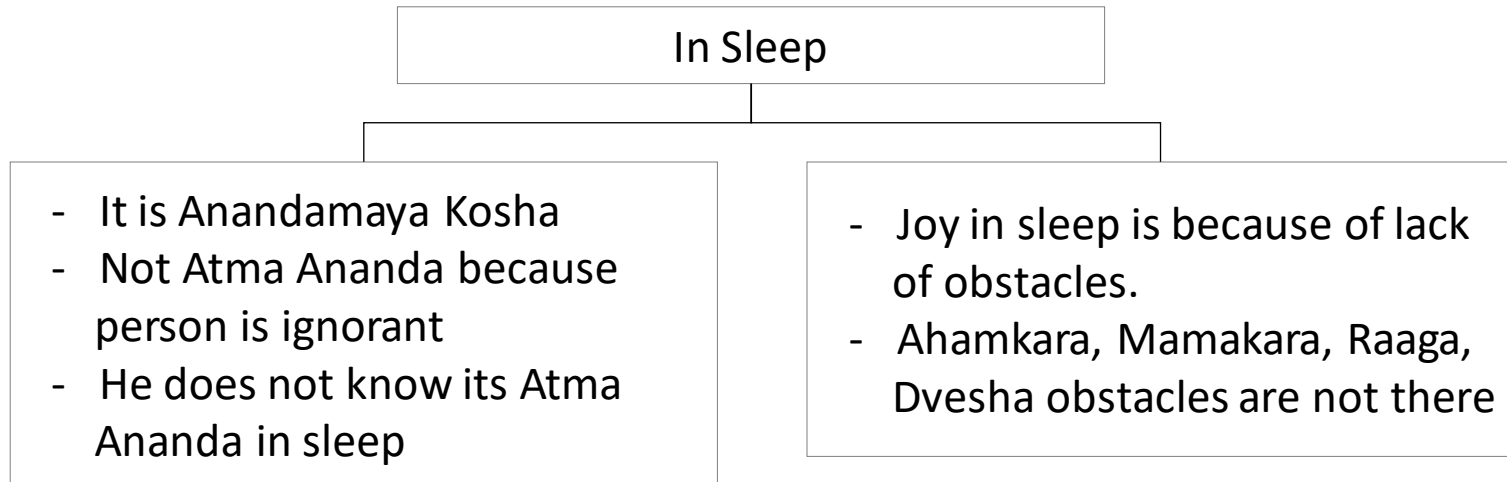 In Sleep
- It is Anandamaya Kosha
- Not Atma Ananda because
person is ignorant
- He does not know its Atma
Ananda in sleep
- Joy in sleep is because of lack
of obstacles.
- Ahamkara, Mamakara, Raaga,
Dvesha obstacles are not there